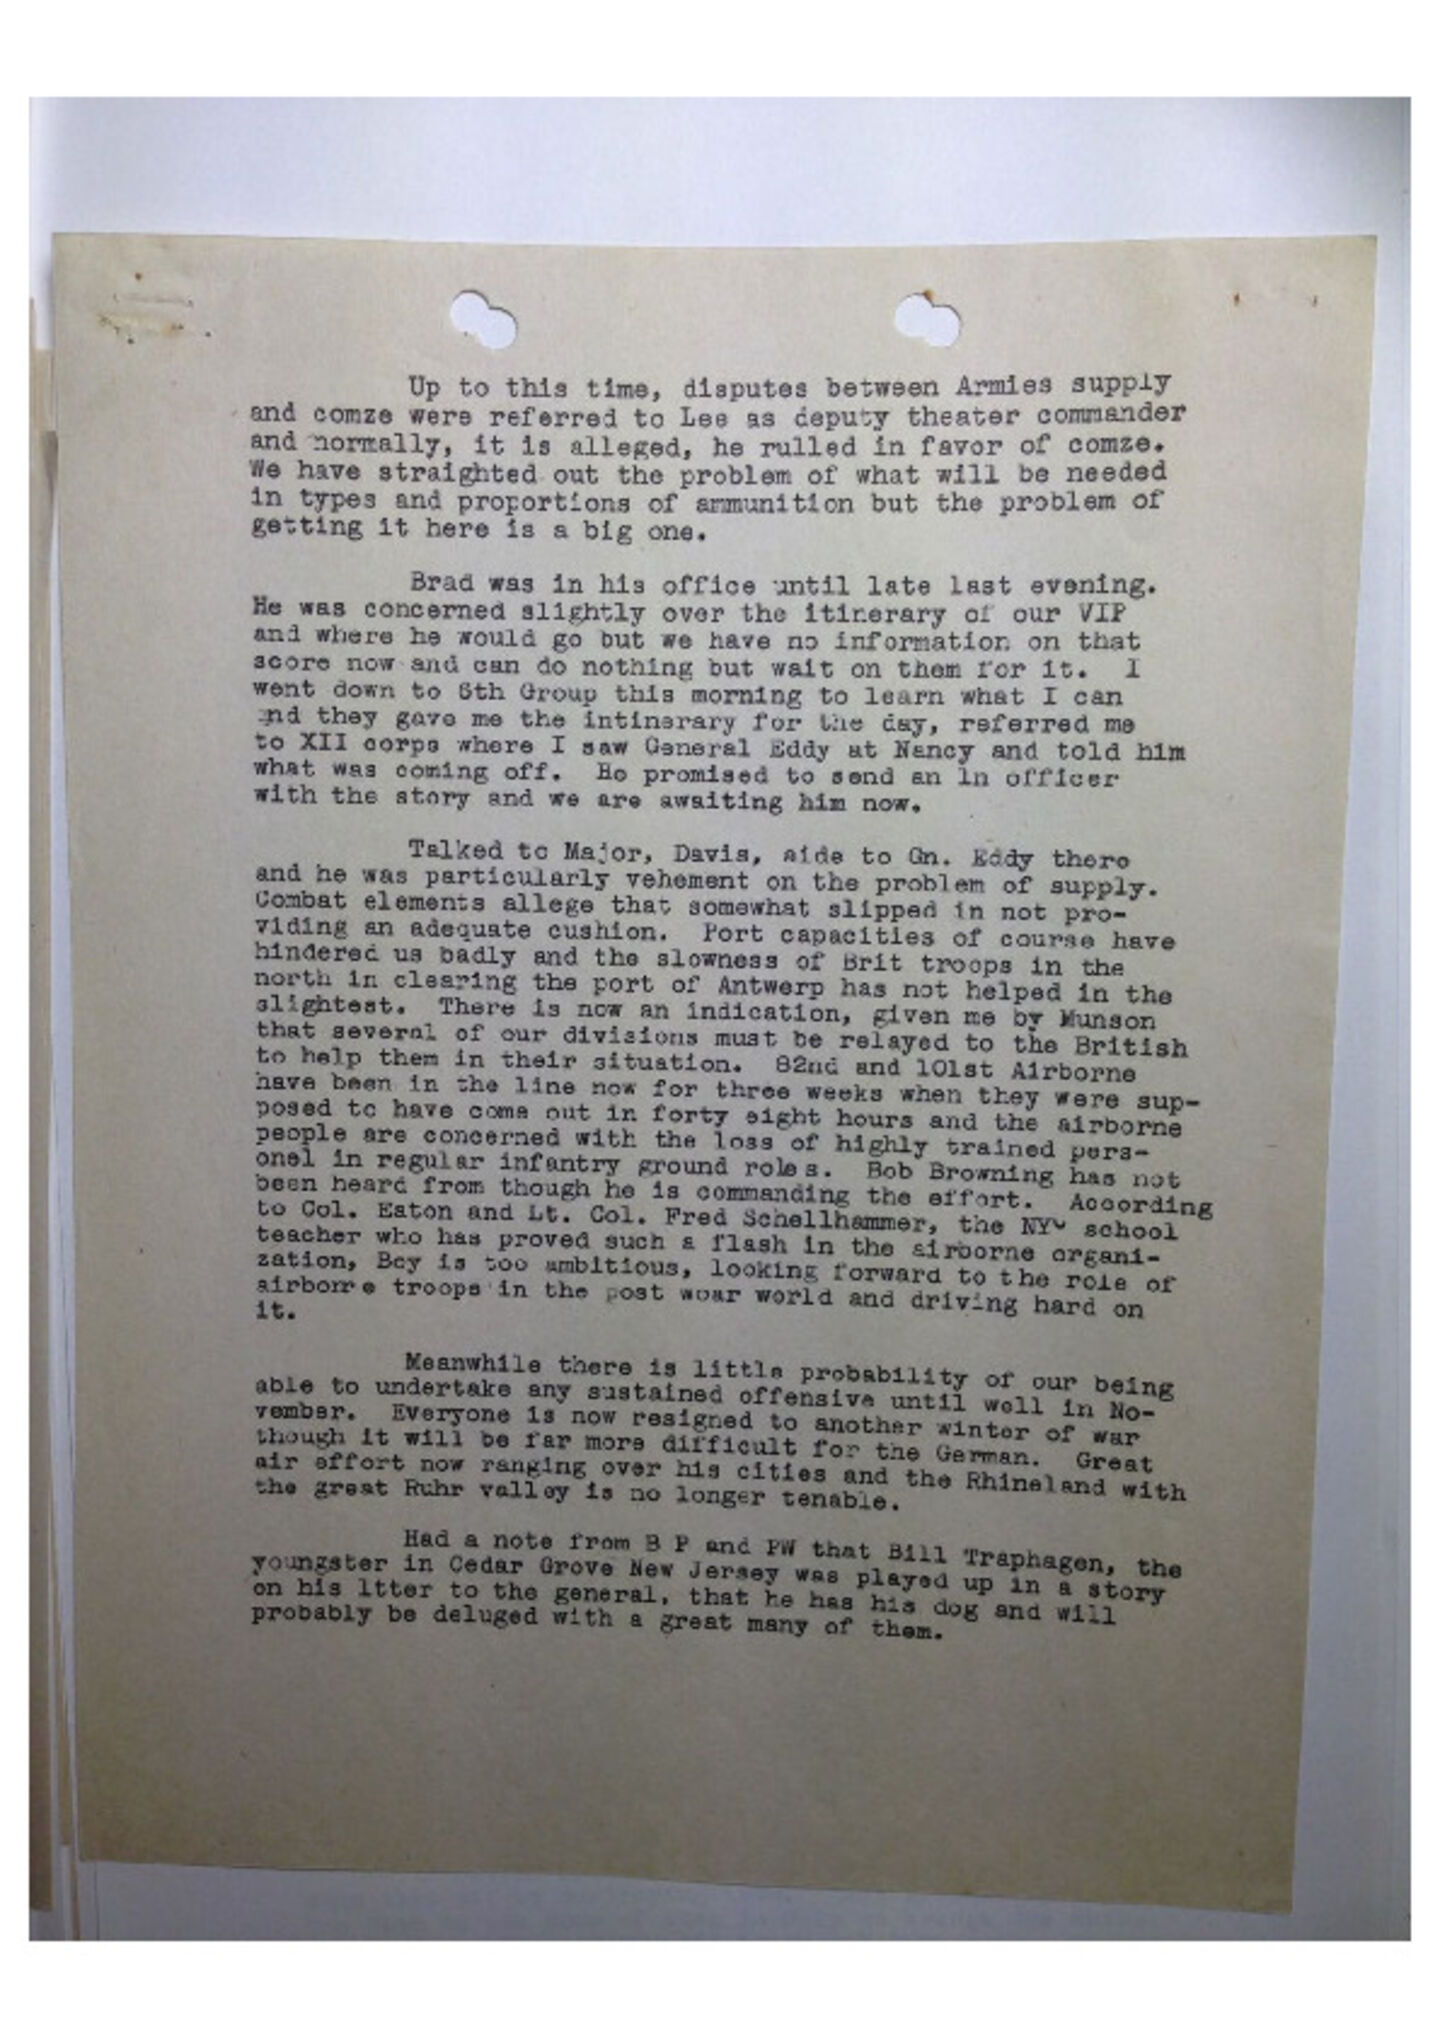 Up to this time, disputes between Armies supply
and comze were referred to Lee as deputy theater commander
and normally, it is alleged, he rulled in favor of comze.
We have straighted out the problem of what will be needed
in types and proportions of ammunition but the problem of
getting it here is a big one.
Brad was in his office until late last evening.
He was concerned slightly over the itinerary of our VIP
and where he would go but we have no information on that
score now and can do nothing but wait on them for it. I
went down to 6th Group this morning to learn what I can
and they gave me the intinerary for the day, referred me
to XII corps where I saw General Eddy at Nancy and told him
what was coming off. He promised to send an ln officer
with the story and we are awaiting him now.
Talked to Major, Davis, aide to Gn. Eddy there
and he was particularly vehement on the problem of supply.
Combat elements allege that somewhat slipped in not pro-
viding an adequate cushion. Port capacities of course have
hindered us badly and the slowness of Brit troops in the
north in clearing the port of Antwerp has not helped in the
slightest. There is now an indication, given me by Munson
that several of our divisions must be relayed to the British
to help them in their situation. 82nd and 101st Airborne
have been in the line now for three weeks when they were sup-
posed to have come out in forty eight hours and the airborne
people are concerned with the loss of highly trained pers-
onel in regular infantry ground roles. Bob Browning has not
been heard from though he is commanding the effort. According
to Col. Eaton and Lt. Col. Fred Schellhammer, the NY school
teacher who has proved such a flash in the airborne organi-
zation, Boy is too ambitious, looking forward to the role of
airborne troops in the post woar world and driving hard on
it.
Meanwhile there is little probability of our being
able to undertake any sustained offensive until well in No-
vember. Everyone is now resigned to another winter of war
though it will be far more difficult for the German. Great
air effort now ranging over his cities and the Rhineland with
the great Ruhr valley is no longer tenable.
Had a note from B P and PW that Bill Traphagen, the
youngster in Cedar Grove New Jersey was played up in a story
on his ltter to the general, that he has his dog and will
probably be deluged with a great many of them.